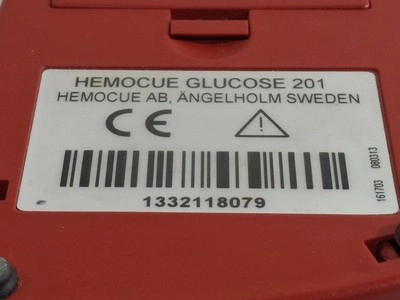 HEMOCUE GLUCOSE 201
HEMOCUE AB, ÄNGELHOLM SWEDEN
CE
1332118079
161703 080313